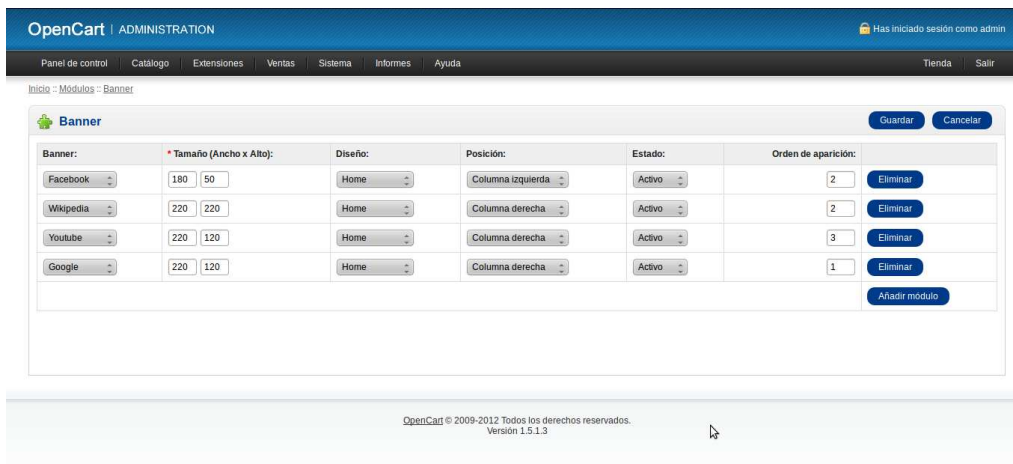 OpenCart | ADMINISTRATION Has iniciado sesión como admin
Panel de control Catálogo Extensiones Ventas Sistema Informes Ayuda Tienda Salir
Inicio :: Módulos :: Banner
Banner Guardar Cancelar
Banner: * Tamaño (Ancho x Alto): Diseño: Posición: Estado: Orden de aparición:
Facebook 180 50 Home Columna izquierda Activo 2 Eliminar
Wikipedia 220 220 Home Columna derecha Activo 2 Eliminar
Youtube 220 120 Home Columna derecha Activo 3 Eliminar
Google 220 120 Home Columna derecha Activo 1 Eliminar
Añadir módulo
OpenCart © 2009-2012 Todos los derechos reservados.
Versión 1.5.1.3